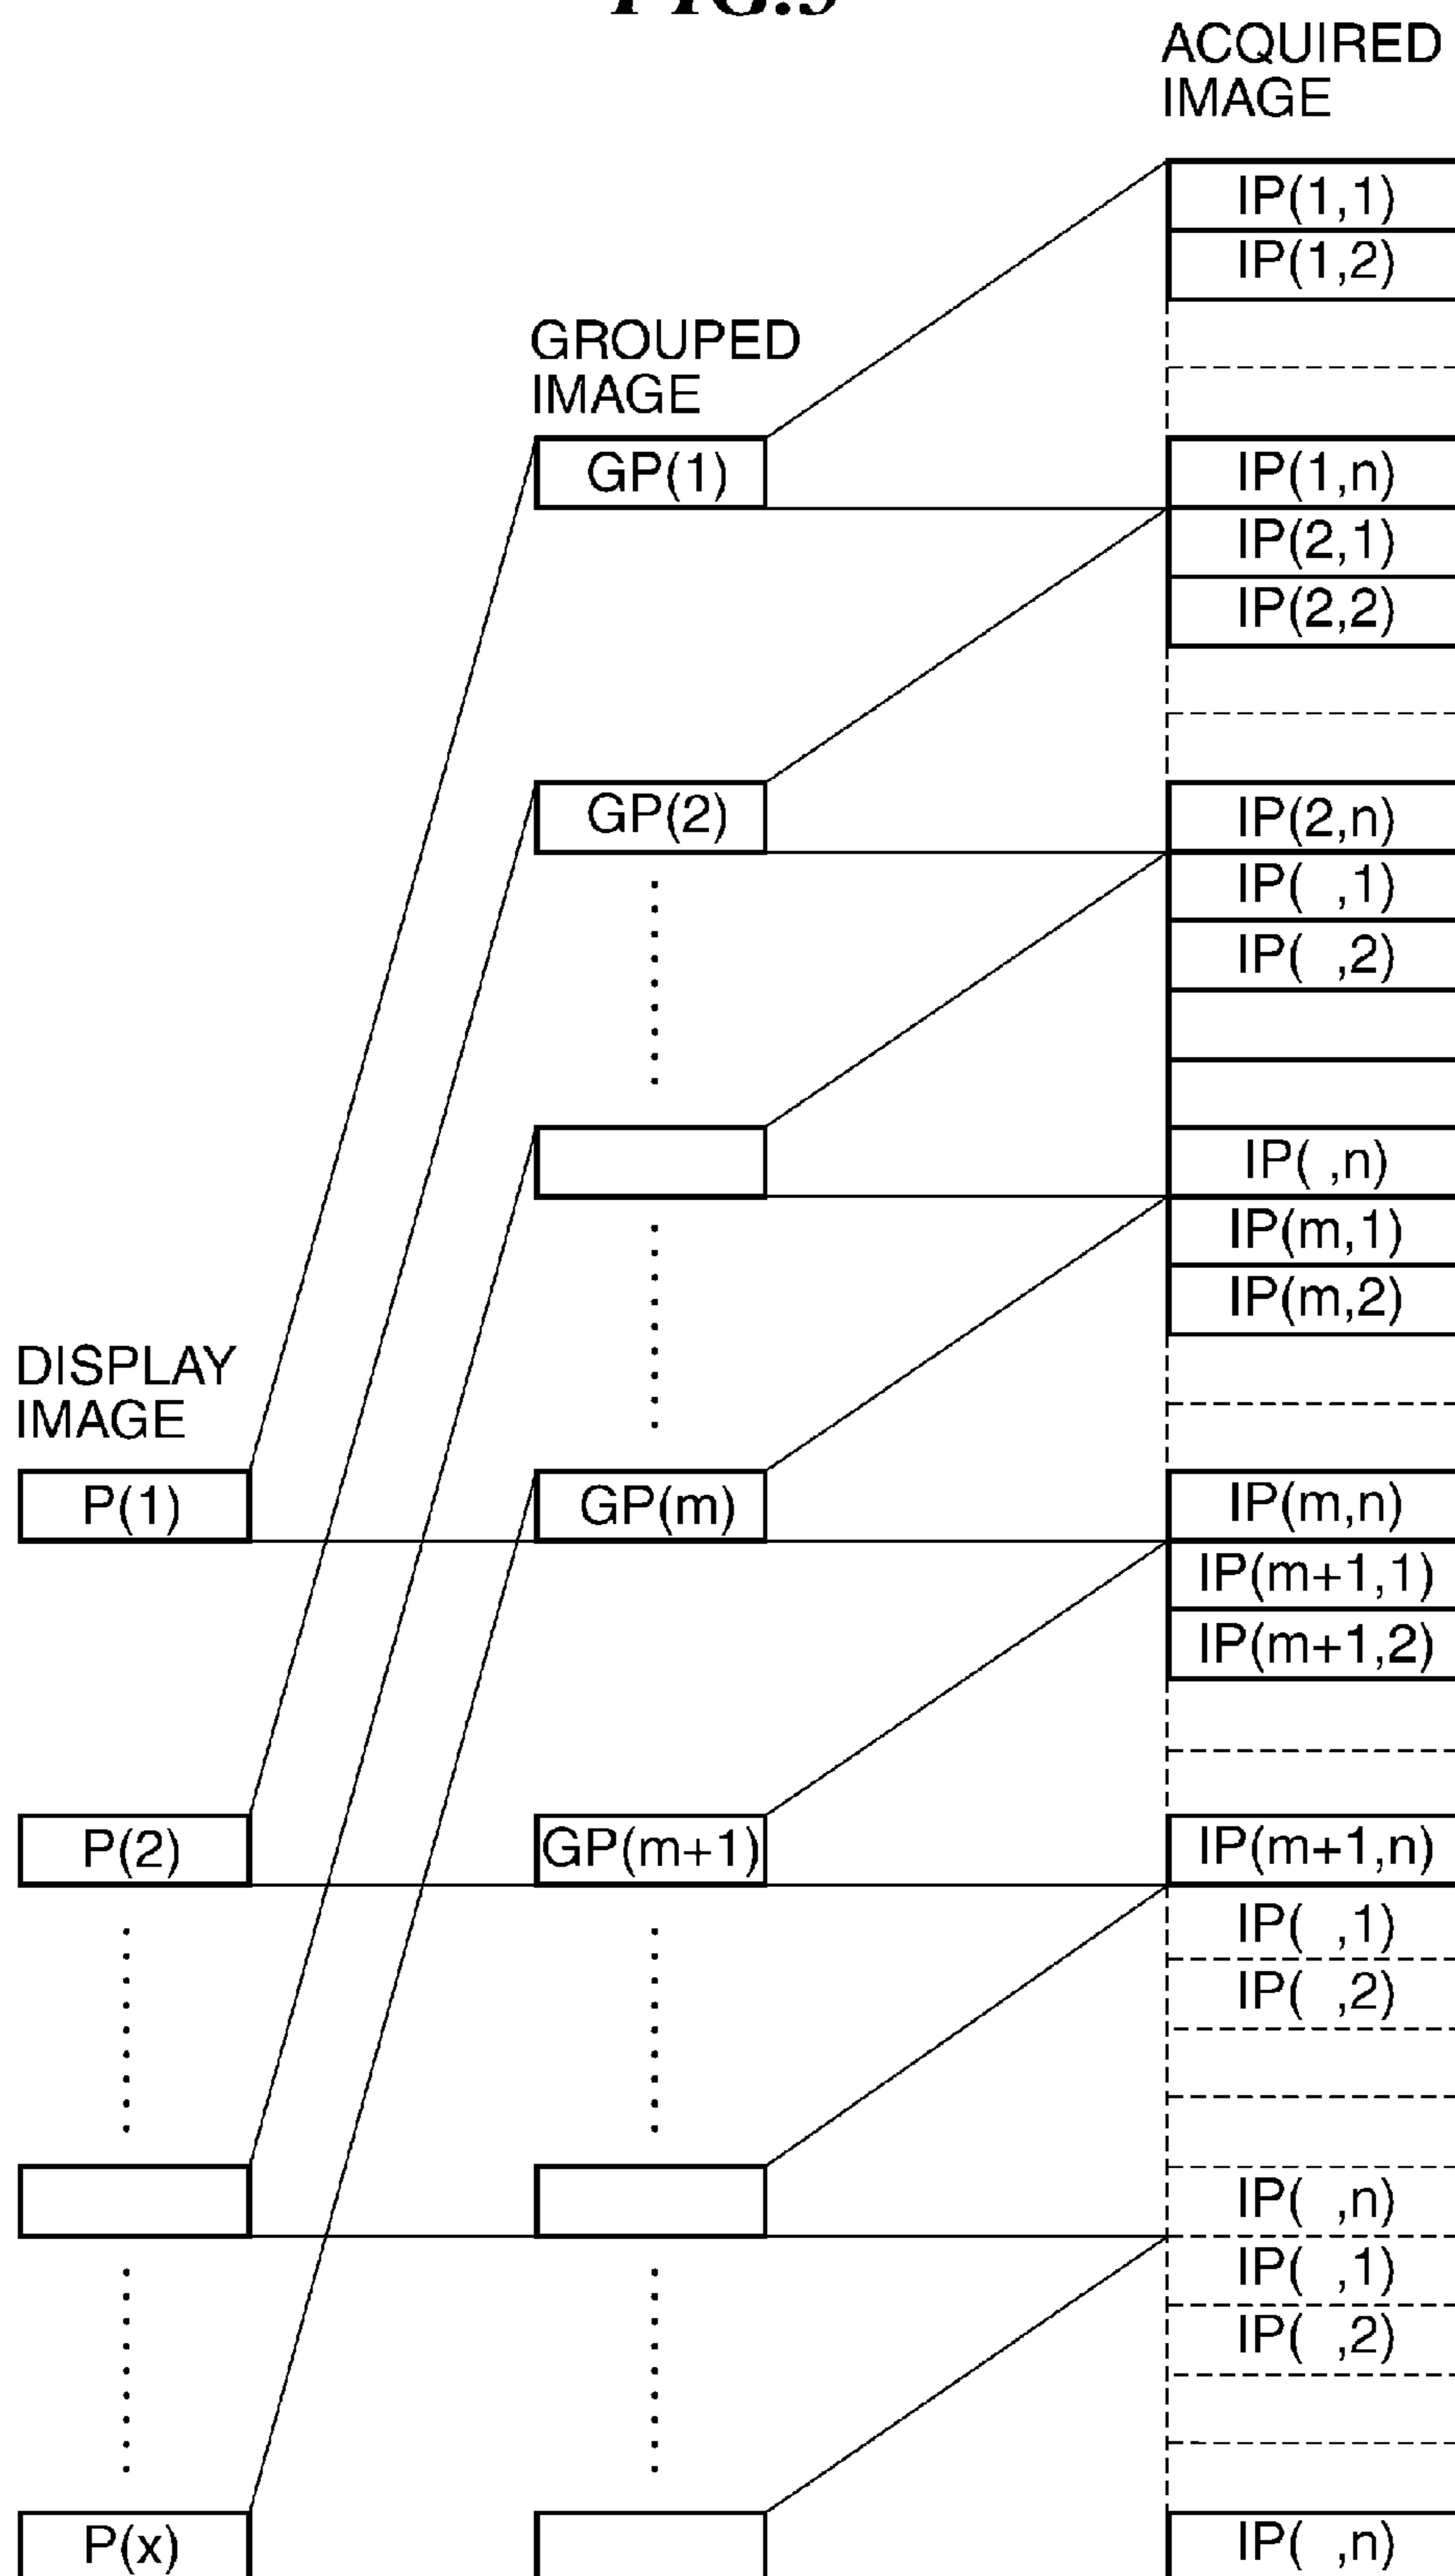 ACQUIRED
IMAGE
IP(1,1)
IP(1,2)
GROUPED
IMAGE
GP(1)
IP(1,n)
IP(2,1)
IP(2,2)
GP(2)
IP(2,n)
IP( ,1)
IP( ,2)
IP( ,n)
IP(m,1)
IP(m,2)
DISPLAY
IMAGE
P(1)
GP(m)
IP(m,n)
IP(m+1,1)
IP(m+1,2)
P(2)
GP(m+1)
IP(m+1,n)
IP( ,1)
IP( ,2)
IP( ,n)
IP( ,1)
IP( ,2)
P(x)
IP( ,n)